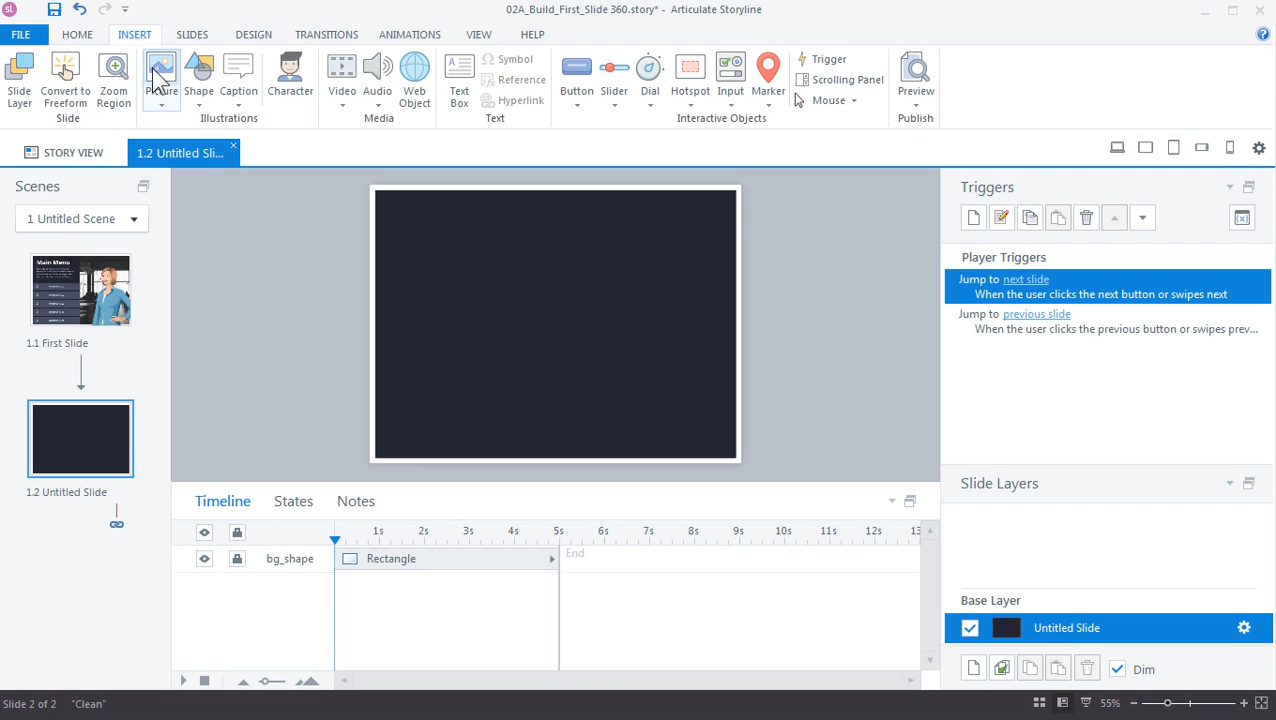 sl
02A_Build_First_Slide 360.story* - Articulate Storyline
FILE HOME INSERT SLIDES DESIGN TRANSITIONS ANIMATIONS VIEW HELP
Slide Layer
Convert to Freeform
Zoom Region
Slide
Shape
Caption
Character
Illustrations
Video
Audio
Web Object
Media
Text Box
Symbol
Reference
Hyperlink
Text
Button
Slider
Dial
Hotspot
Input
Marker
Trigger
Scrolling Panel
Mouse
Interactive Objects
Preview
Publish
STORY VIEW
1.2 Untitled Sli...
Scenes
1 Untitled Scene
Main Menu
1.1 First Slide
1.2 Untitled Slide
Timeline States Notes
1s 2s 3s 4s 5s 6s 7s 8s 9s 10s 11s 12s 13
bg_shape
Rectangle
End
Triggers
Player Triggers
Jump to next slide
When the user clicks the next button or swipes next
Jump to previous slide
When the user clicks the previous button or swipes prev...
Slide Layers
Base Layer
Untitled Slide
Dim
Slide 2 of 2 "Clean"
55%